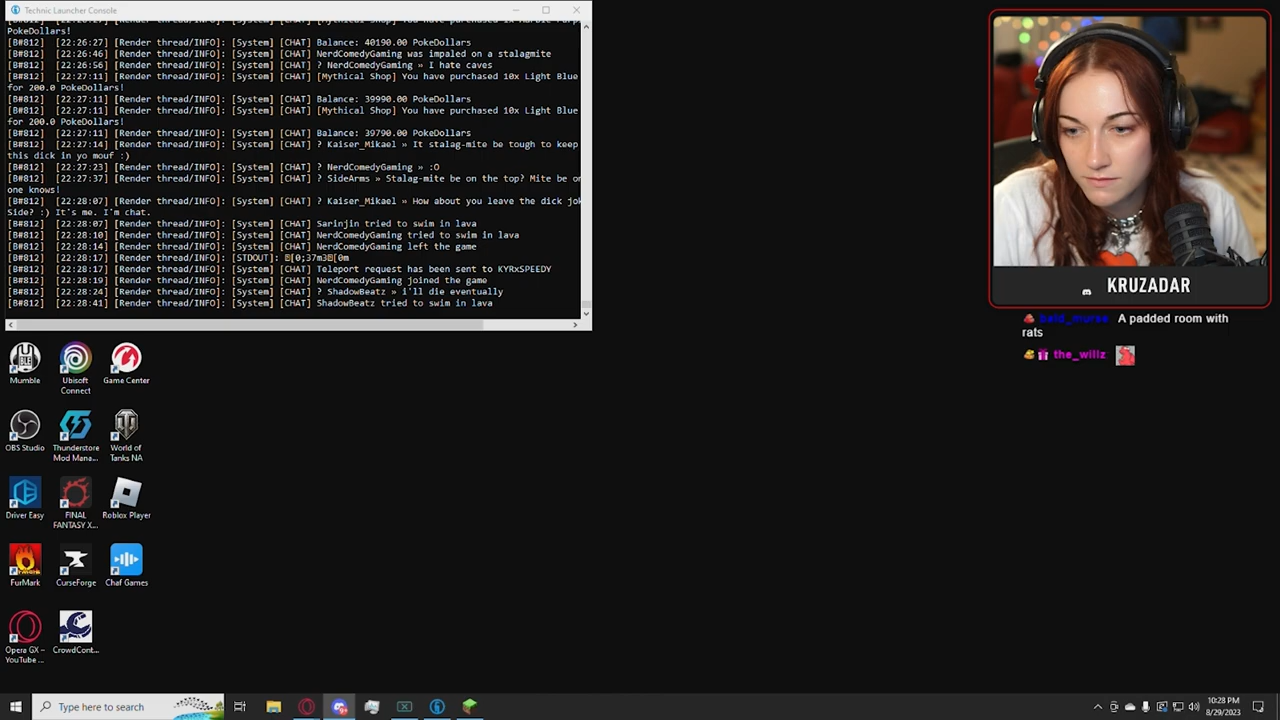 Technic Launcher Console
PokeDollars!
[B#812] [22:26:27] [Render thread/INFO]: [System] [CHAT] Balance: 40190.00 PokeDollars
[B#812] [22:26:46] [Render thread/INFO]: [System] [CHAT] NerdComedyGaming was impaled on a stalagmite
[B#812] [22:26:56] [Render thread/INFO]: [System] [CHAT] ? NerdComedyGaming » I hate caves
[B#812] [22:27:11] [Render thread/INFO]: [System] [CHAT] [Mythical Shop] You have purchased 10x Light Blue
for 200.0 PokeDollars!
[B#812] [22:27:11] [Render thread/INFO]: [System] [CHAT] Balance: 39990.00 PokeDollars
[B#812] [22:27:11] [Render thread/INFO]: [System] [CHAT] [Mythical Shop] You have purchased 10x Light Blue
for 200.0 PokeDollars!
[B#812] [22:27:11] [Render thread/INFO]: [System] [CHAT] Balance: 39790.00 PokeDollars
[B#812] [22:27:14] [Render thread/INFO]: [System] [CHAT] ? Kaiser_Mikael » It stalag-mite be tough to keep
this dick in yo mouf :)
[B#812] [22:27:23] [Render thread/INFO]: [System] [CHAT] ? NerdComedyGaming » :O
[B#812] [22:27:37] [Render thread/INFO]: [System] [CHAT] ? SideArms » Stalag-mite be on the top? Mite be on
one knows!
[B#812] [22:28:07] [Render thread/INFO]: [System] [CHAT] ? Kaiser_Mikael » How about you leave the dick jok
Side? :) It's me. I'm chat.
[B#812] [22:28:07] [Render thread/INFO]: [System] [CHAT] Sarinjin tried to swim in lava
[B#812] [22:28:10] [Render thread/INFO]: [System] [CHAT] NerdComedyGaming tried to swim in lava
[B#812] [22:28:14] [Render thread/INFO]: [System] [CHAT] NerdComedyGaming left the game
[B#812] [22:28:17] [Render thread/INFO]: [STDOUT]: [0;37m3[0m
[B#812] [22:28:17] [Render thread/INFO]: [System] [CHAT] Teleport request has been sent to KYRxSPEEDY
[B#812] [22:28:19] [Render thread/INFO]: [System] [CHAT] NerdComedyGaming joined the game
[B#812] [22:28:24] [Render thread/INFO]: [System] [CHAT] ? ShadowBeatz » i'll die eventually
[B#812] [22:28:41] [Render thread/INFO]: [System] [CHAT] ShadowBeatz tried to swim in lava
KRUZADAR
bald_morse A padded room with
rats
the_willz
Mumble
Ubisoft
Connect
Game Center
OBS Studio
Thunderstore
Mod Mana...
World of
Tanks NA
Driver Easy
FINAL
FANTASY X...
Roblox Player
FurMark
CurseForge
Chaf Games
Opera GX -
YouTube ...
CrowdCont...
Type here to search
10:28 PM
8/29/2023